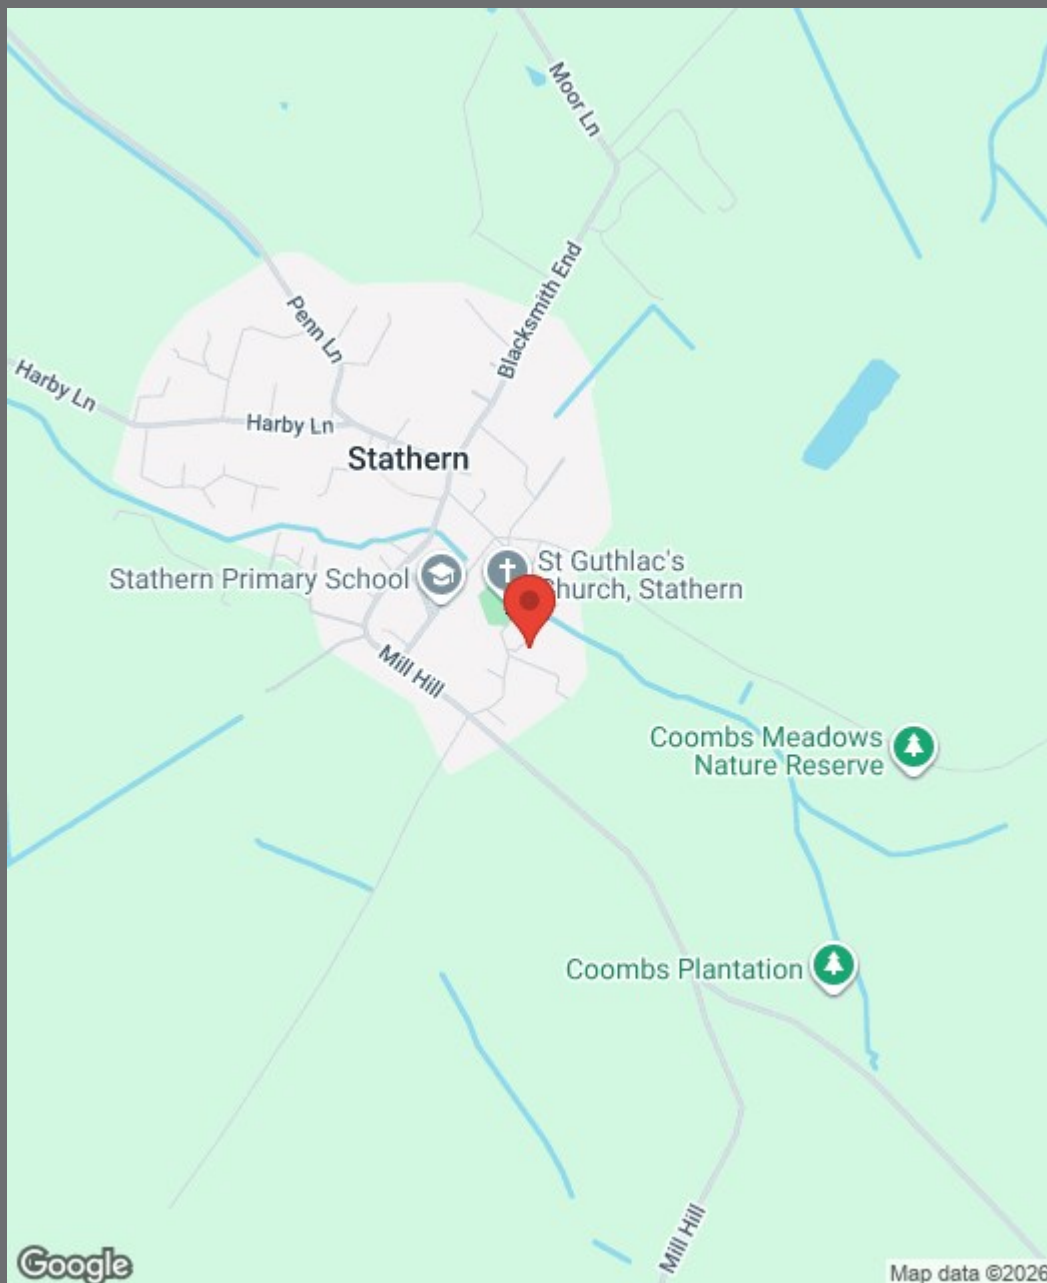 Moor Ln
Blacksmith End
Penn Ln
Harby Ln
Harby Ln
Stathern
Stathern Primary School
St Guthlac's
Church, Stathern
Mill Hill
Coombs Meadows
Nature Reserve
Coombs Plantation
Mill Hill
Google
Map data ©2026